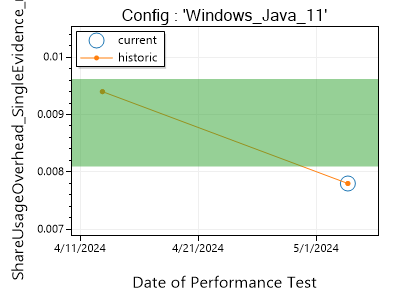 Config : 'Windows_Java_11'
current
historic
ShareUsageOverhead_SingleEvidence_
0.01
0.009
0.008
0.007
4/11/2024
4/21/2024
5/1/2024
Date of Performance Test